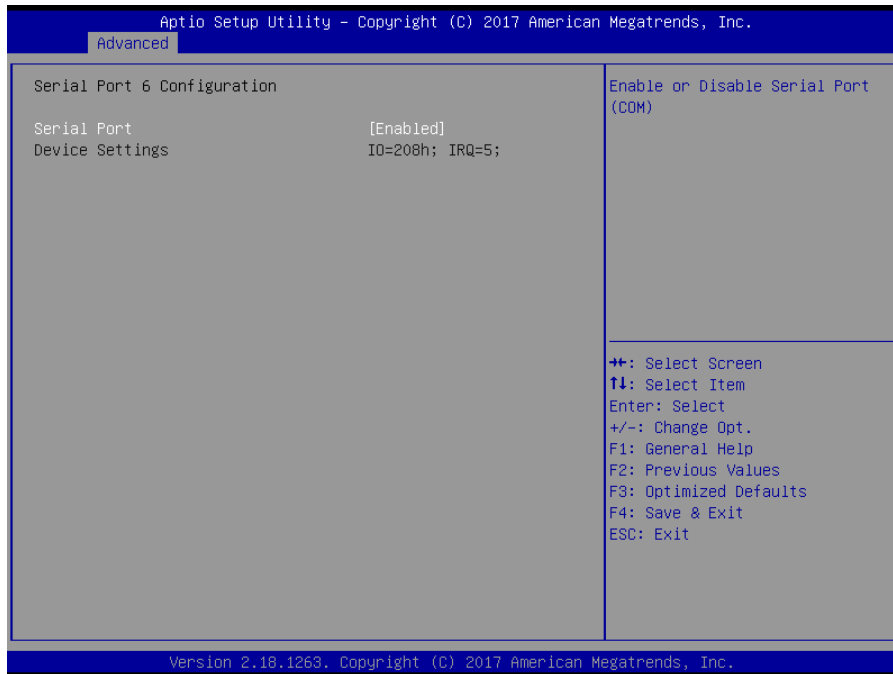 Aptio Setup Utility – Copyright (C) 2017 American Megatrends, Inc.
Advanced
Serial Port 6 Configuration
Serial Port [Enabled]
Device Settings IO=208h; IRQ=5;
Enable or Disable Serial Port
(COM)
→←: Select Screen
↑↓: Select Item
Enter: Select
+/-: Change Opt.
F1: General Help
F2: Previous Values
F3: Optimized Defaults
F4: Save & Exit
ESC: Exit
Version 2.18.1263. Copyright (C) 2017 American Megatrends, Inc.